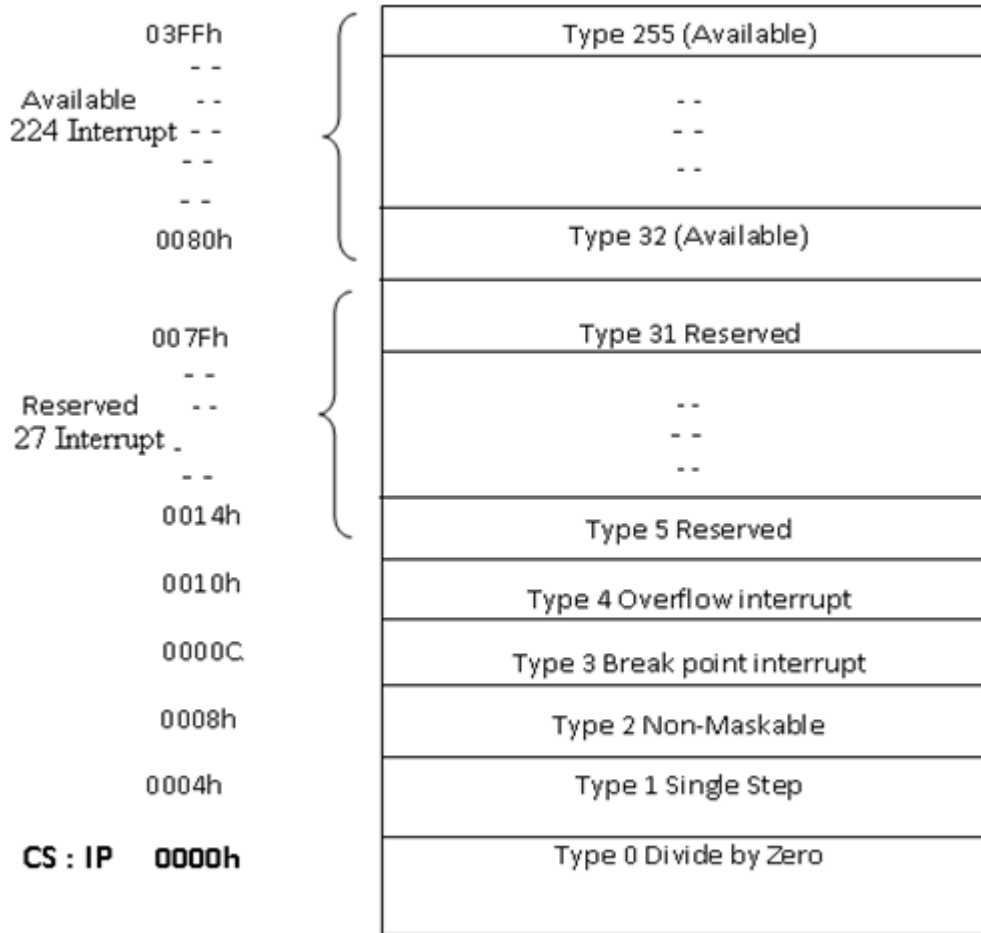 03FFh Type 255 (Available)
- -
Available - - - -
224 Interrupt - - - -
- - - -
- -
0080h Type 32 (Available)
007Fh Type 31 Reserved
- -
Reserved - - - -
27 Interrupt - - -
- - - -
0014h Type 5 Reserved
0010h Type 4 Overflow interrupt
0000C Type 3 Break point interrupt
0008h Type 2 Non-Maskable
0004h Type 1 Single Step
CS : IP 0000h Type 0 Divide by Zero